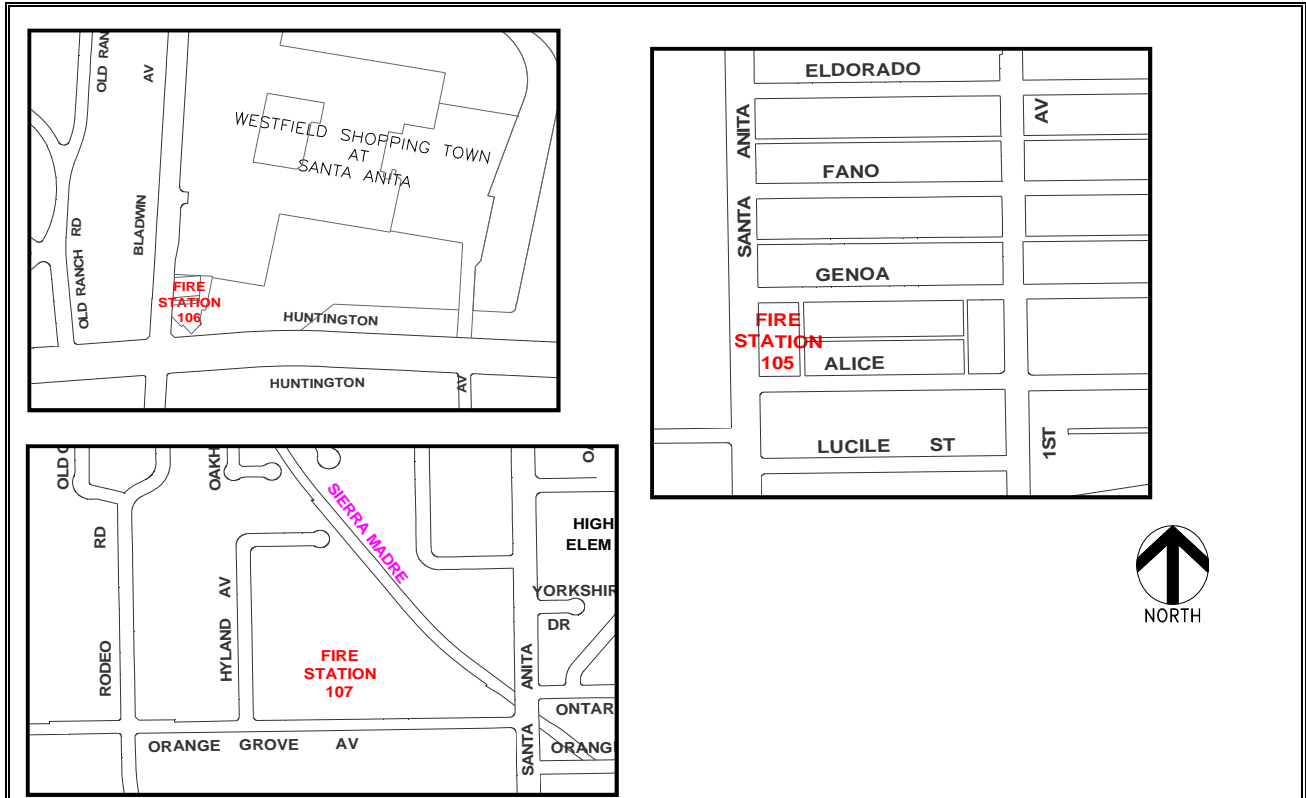 OLD RAN
AV
WESTFIELD SHOPPING TOWN
AT
SANTA ANITA
BLADWIN
OLD RANCH RD
FIRE
STATION
106
HUNTINGTON
HUNTINGTON
AV
ELDORADO
SANTA ANITA
AV
FANO
GENOA
FIRE
STATION
105
ALICE
LUCILE ST
1ST
OLD
OAKH
SIERRA MADRE
HIGH
ELEM
RD
HYLAND AV
YORKSHIR
DR
RODEO
FIRE
STATION
107
SANTA ANITA
ONTAR
ORANGE GROVE AV
ORANG
NORTH